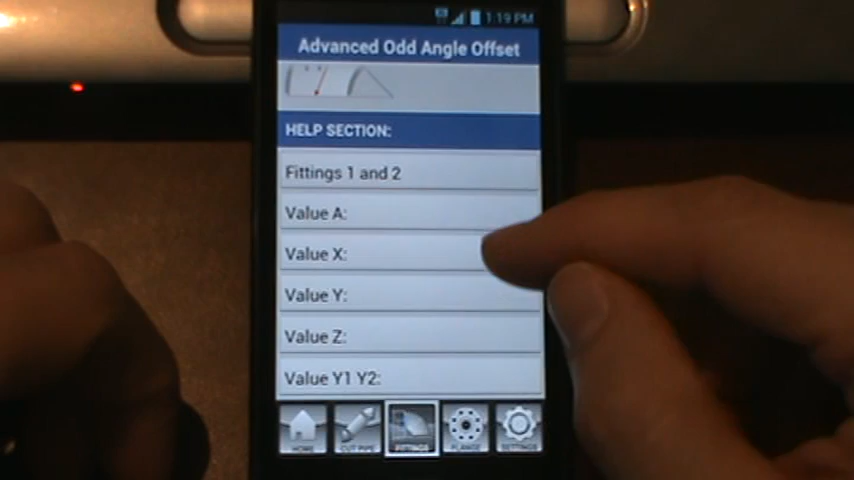 1:19 PM
Advanced Odd Angle Offset
HELP SECTION:
Fittings 1 and 2
Value A:
Value X:
Value Y:
Value Z:
Value Y1 Y2:
HOME CUT PIPE FITTINGS FLANGE SETTINGS